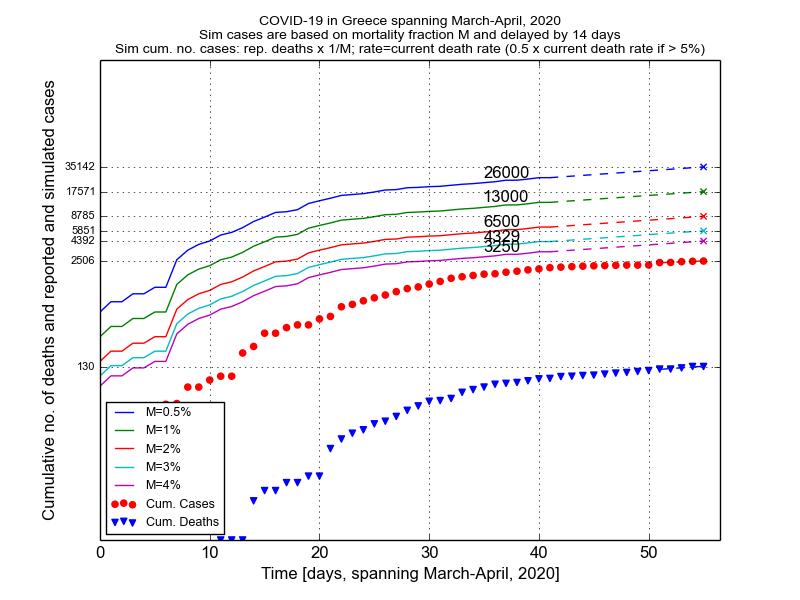 COVID-19 in Greece spanning March-April, 2020
Sim cases are based on mortality fraction M and delayed by 14 days
Sim cum. no. cases: rep. deaths x 1/M; rate=current death rate (0.5 x current death rate if > 5%)
Cumulative no. of deaths and reported and simulated cases
35142
17571
8785
5851
4392
2506
130
26000
13000
6500
4329
3250
M=0.5%
M=1%
M=2%
M=3%
M=4%
Cum. Cases
Cum. Deaths
0 10 20 30 40 50
Time [days, spanning March-April, 2020]